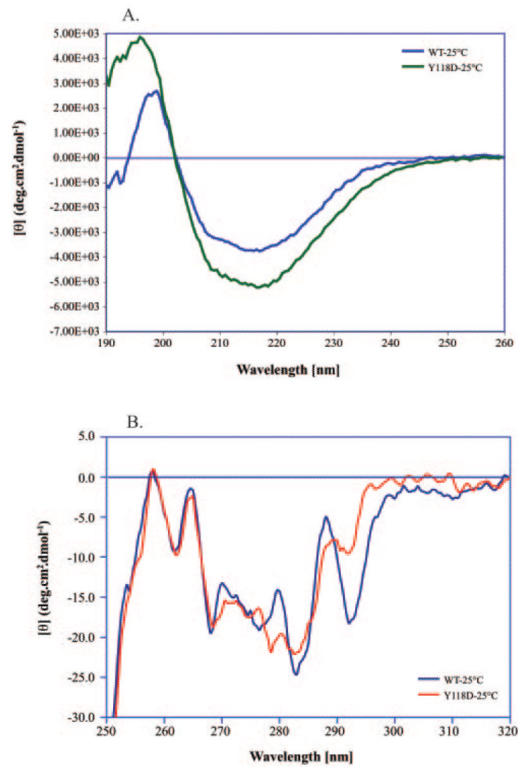 A.
5.00E+03
4.00E+03
3.00E+03
2.00E+03
1.00E+03
0.00E+00
-1.00E+03
-2.00E+03
-3.00E+03
-4.00E+03
-5.00E+03
-6.00E+03
-7.00E+03
[θ] (deg.cm².dmol⁻¹)
WT-25°C
Y118D-25°C
190 200 210 220 230 240 250 260
Wavelength [nm]
B.
5.0
0.0
-5.0
-10.0
-15.0
-20.0
-25.0
-30.0
[θ] (deg.cm².dmol⁻¹)
WT-25°C
Y118D-25°C
250 260 270 280 290 300 310 320
Wavelength [nm]